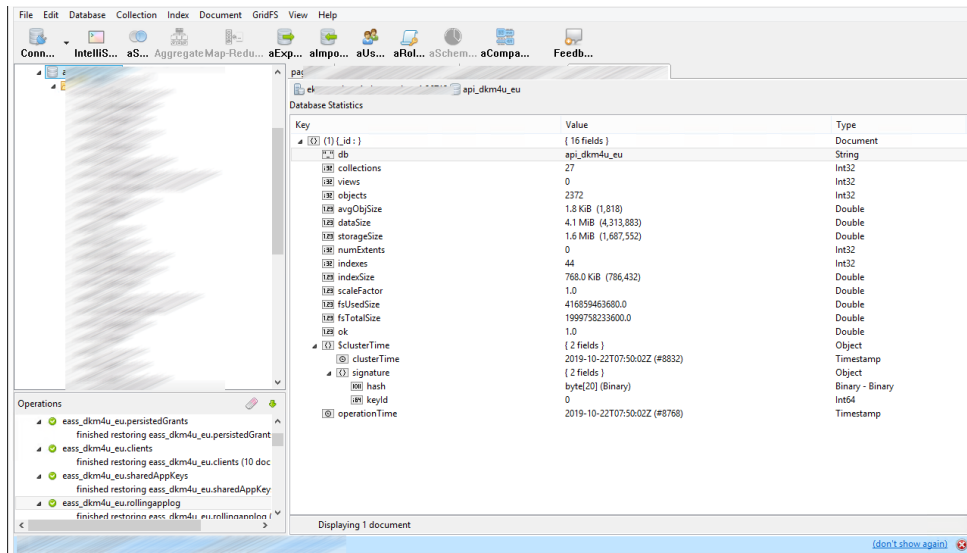 File Edit Database Collection Index Document GridFS View Help
Conn... IntelliS... aS... Aggregate Map-Redu... aExp... aImpo... aUs... aRol... aSchem... aCompa... Feedb...
api_dkm4u_eu
Database Statistics
Key Value Type
(1) {_id : } { 16 fields } Document
db api_dkm4u_eu String
collections 27 Int32
views 0 Int32
objects 2372 Int32
avgObjSize 1.8 KiB (1,818) Double
dataSize 4.1 MiB (4,313,883) Double
storageSize 1.6 MiB (1,687,552) Double
numExtents 0 Int32
indexes 44 Int32
indexSize 768.0 KiB (786,432) Double
scaleFactor 1.0 Double
fsUsedSize 416859463680.0 Double
fsTotalSize 1999758233600.0 Double
ok 1.0 Double
$clusterTime { 2 fields } Object
clusterTime 2019-10-22T07:50:02Z (#8832) Timestamp
signature { 2 fields } Object
hash byte[20] (Binary) Binary - Binary
keyId 0 Int64
operationTime 2019-10-22T07:50:02Z (#8768) Timestamp
Operations
eass_dkm4u_eu.persistedGrants
finished restoring eass_dkm4u_eu.persistedGrant
eass_dkm4u_eu.clients
finished restoring eass_dkm4u_eu.clients (10 doc
eass_dkm4u_eu.sharedAppKeys
finished restoring eass_dkm4u_eu.sharedAppKey
eass_dkm4u_eu.rollingapplog
finished restoring eass_dkm4u_eu.rollingapplog (
Displaying 1 document
(don't show again)